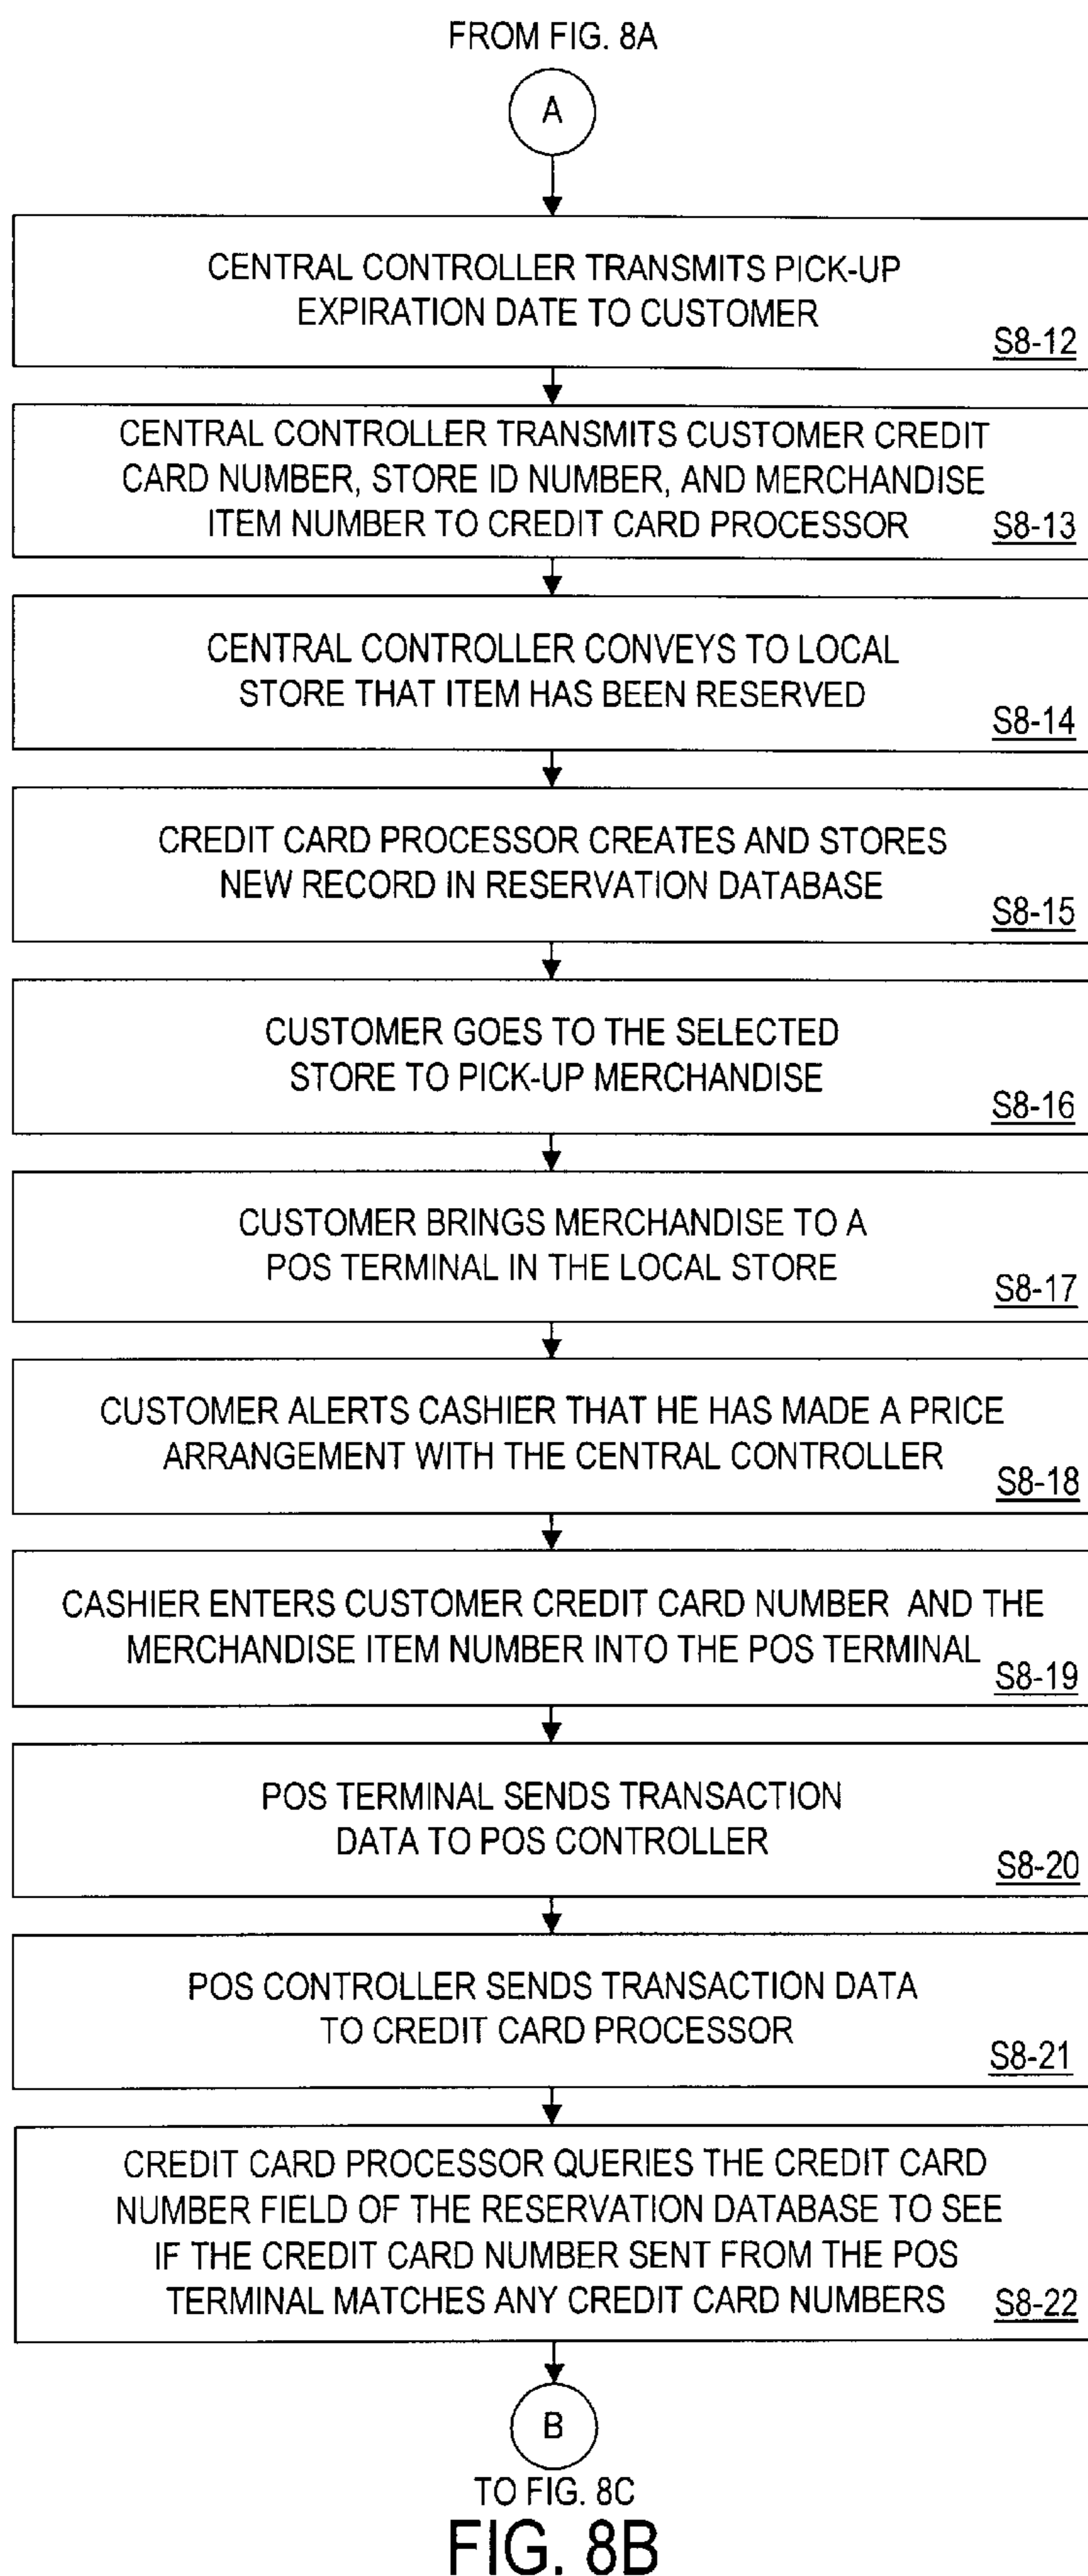 FROM FIG. 8A
A
CENTRAL CONTROLLER TRANSMITS PICK-UP
EXPIRATION DATE TO CUSTOMER
S8-12
CENTRAL CONTROLLER TRANSMITS CUSTOMER CREDIT
CARD NUMBER, STORE ID NUMBER, AND MERCHANDISE
ITEM NUMBER TO CREDIT CARD PROCESSOR
S8-13
CENTRAL CONTROLLER CONVEYS TO LOCAL
STORE THAT ITEM HAS BEEN RESERVED
S8-14
CREDIT CARD PROCESSOR CREATES AND STORES
NEW RECORD IN RESERVATION DATABASE
S8-15
CUSTOMER GOES TO THE SELECTED
STORE TO PICK-UP MERCHANDISE
S8-16
CUSTOMER BRINGS MERCHANDISE TO A
POS TERMINAL IN THE LOCAL STORE
S8-17
CUSTOMER ALERTS CASHIER THAT HE HAS MADE A PRICE
ARRANGEMENT WITH THE CENTRAL CONTROLLER
S8-18
CASHIER ENTERS CUSTOMER CREDIT CARD NUMBER AND THE
MERCHANDISE ITEM NUMBER INTO THE POS TERMINAL
S8-19
POS TERMINAL SENDS TRANSACTION
DATA TO POS CONTROLLER
S8-20
POS CONTROLLER SENDS TRANSACTION DATA
TO CREDIT CARD PROCESSOR
S8-21
CREDIT CARD PROCESSOR QUERIES THE CREDIT CARD
NUMBER FIELD OF THE RESERVATION DATABASE TO SEE
IF THE CREDIT CARD NUMBER SENT FROM THE POS
TERMINAL MATCHES ANY CREDIT CARD NUMBERS
S8-22
B
TO FIG. 8C
FIG. 8B